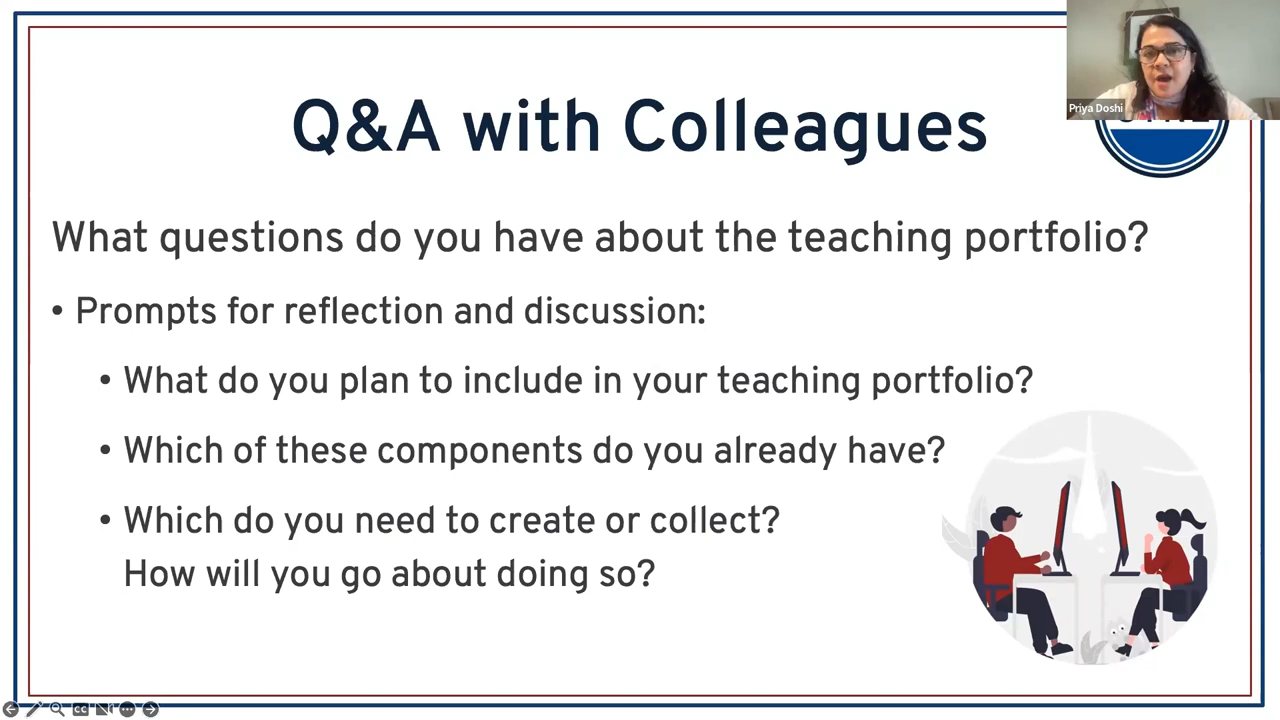 Q&A with Colleagues
Priya Doshi
What questions do you have about the teaching portfolio?
• Prompts for reflection and discussion:
• What do you plan to include in your teaching portfolio?
• Which of these components do you already have?
• Which do you need to create or collect?
How will you go about doing so?
CC